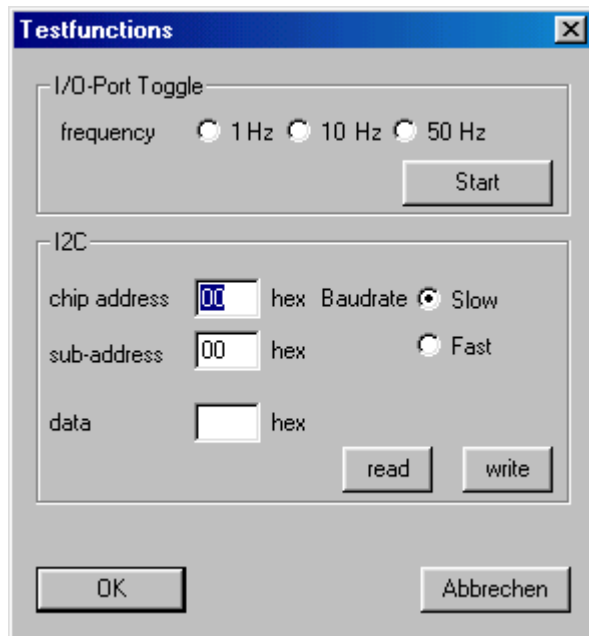 Testfunctions
I/O-Port Toggle
frequency 1 Hz 10 Hz 50 Hz
Start
I2C
chip address 00 hex Baudrate Slow
sub-address 00 hex Fast
data hex
read write
OK Abbrechen